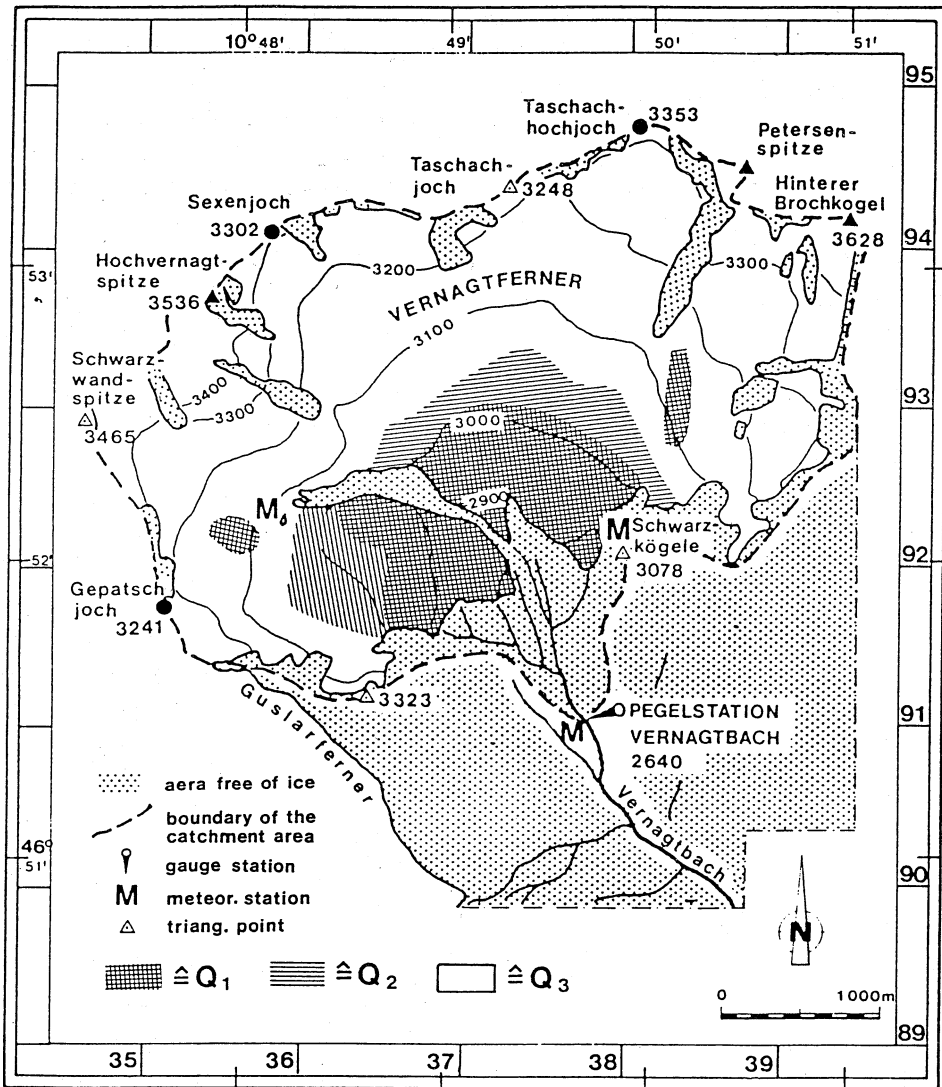 10° 48'
49'
50'
51'
95
Taschach-
hochjoch
3353
Petersen-
spitze
Taschach-
joch
3248
Hinterer
Brochkogel
3628
Sexenjoch
3302
94
53'
Hochvernagt-
spitze
3536
3200
3300
VERNAGTFERNER
3100
Schwarz-
wand-
spitze
3465
3400
3300
93
3000
2900
M
M
Schwarz-
kögele
3078
52'
92
Gepatsch
joch
3241
3323
Guslarferner
M
PEGELSTATION
VERNAGTBACH
2640
91
Vernagtbach
aera free of ice
boundary of the
catchment area
gauge station
M meteor. station
triang. point
46°
51'
90
N
≙ Q1
≙ Q2
≙ Q3
0 1000m
89
35
36
37
38
39